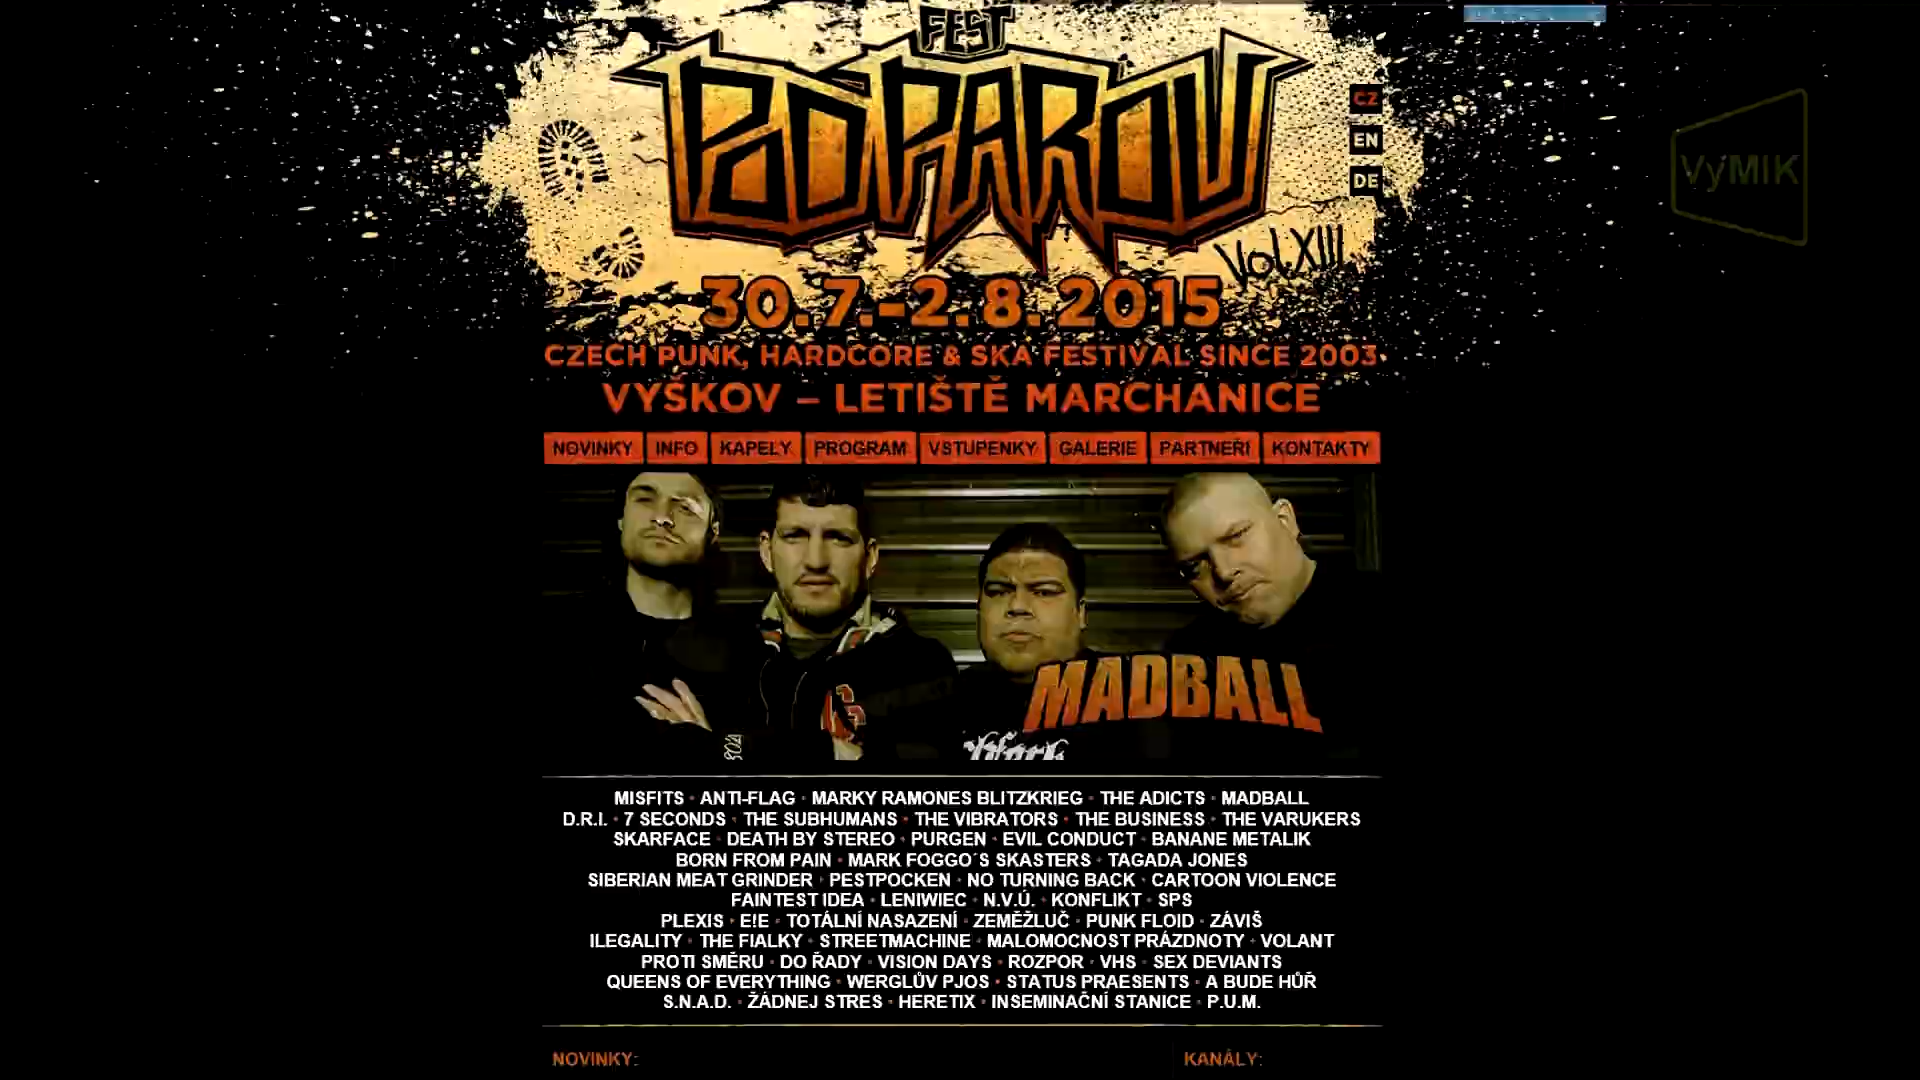 FEST
PODPAROU
CZ
EN
VyMIK
DE
Vol.XIII
30.7.-2.8.2015
CZECH PUNK, HARDCORE & SKA FESTIVAL SINCE 2003
VYŠKOV – LETIŠTĚ MARCHANICE
NOVINKY INFO KAPELY PROGRAM VSTUPENKY GALERIE PARTNEŘI KONTAKTY
MADBALL
MISFITS · ANTI-FLAG · MARKY RAMONES BLITZKRIEG · THE ADICTS · MADBALL
D.R.I. · 7 SECONDS · THE SUBHUMANS · THE VIBRATORS · THE BUSINESS · THE VARUKERS
SKARFACE · DEATH BY STEREO · PURGEN · EVIL CONDUCT · BANANE METALIK
BORN FROM PAIN · MARK FOGGO´S SKASTERS · TAGADA JONES
SIBERIAN MEAT GRINDER · PESTPOCKEN · NO TURNING BACK · CARTOON VIOLENCE
FAINTEST IDEA · LENIWIEC · N.V.Ú. · KONFLIKT · SPS
PLEXIS · E!E · TOTÁLNÍ NASAZENÍ · ZEMĚŽLUČ · PUNK FLOID · ZÁVIŠ
ILEGALITY · THE FIALKY · STREETMACHINE · MALOMOCNOST PRÁZDNOTY · VOLANT
PROTI SMĚRU · DO ŘADY · VISION DAYS · ROZPOR · VHS · SEX DEVIANTS
QUEENS OF EVERYTHING · WERGLŮV PJOS · STATUS PRAESENTS · A BUDE HŮŘ
S.N.A.D. · ŽÁDNEJ STRES · HERETIX · INSEMINAČNÍ STANICE · P.U.M.
NOVINKY:
KANÁLY: